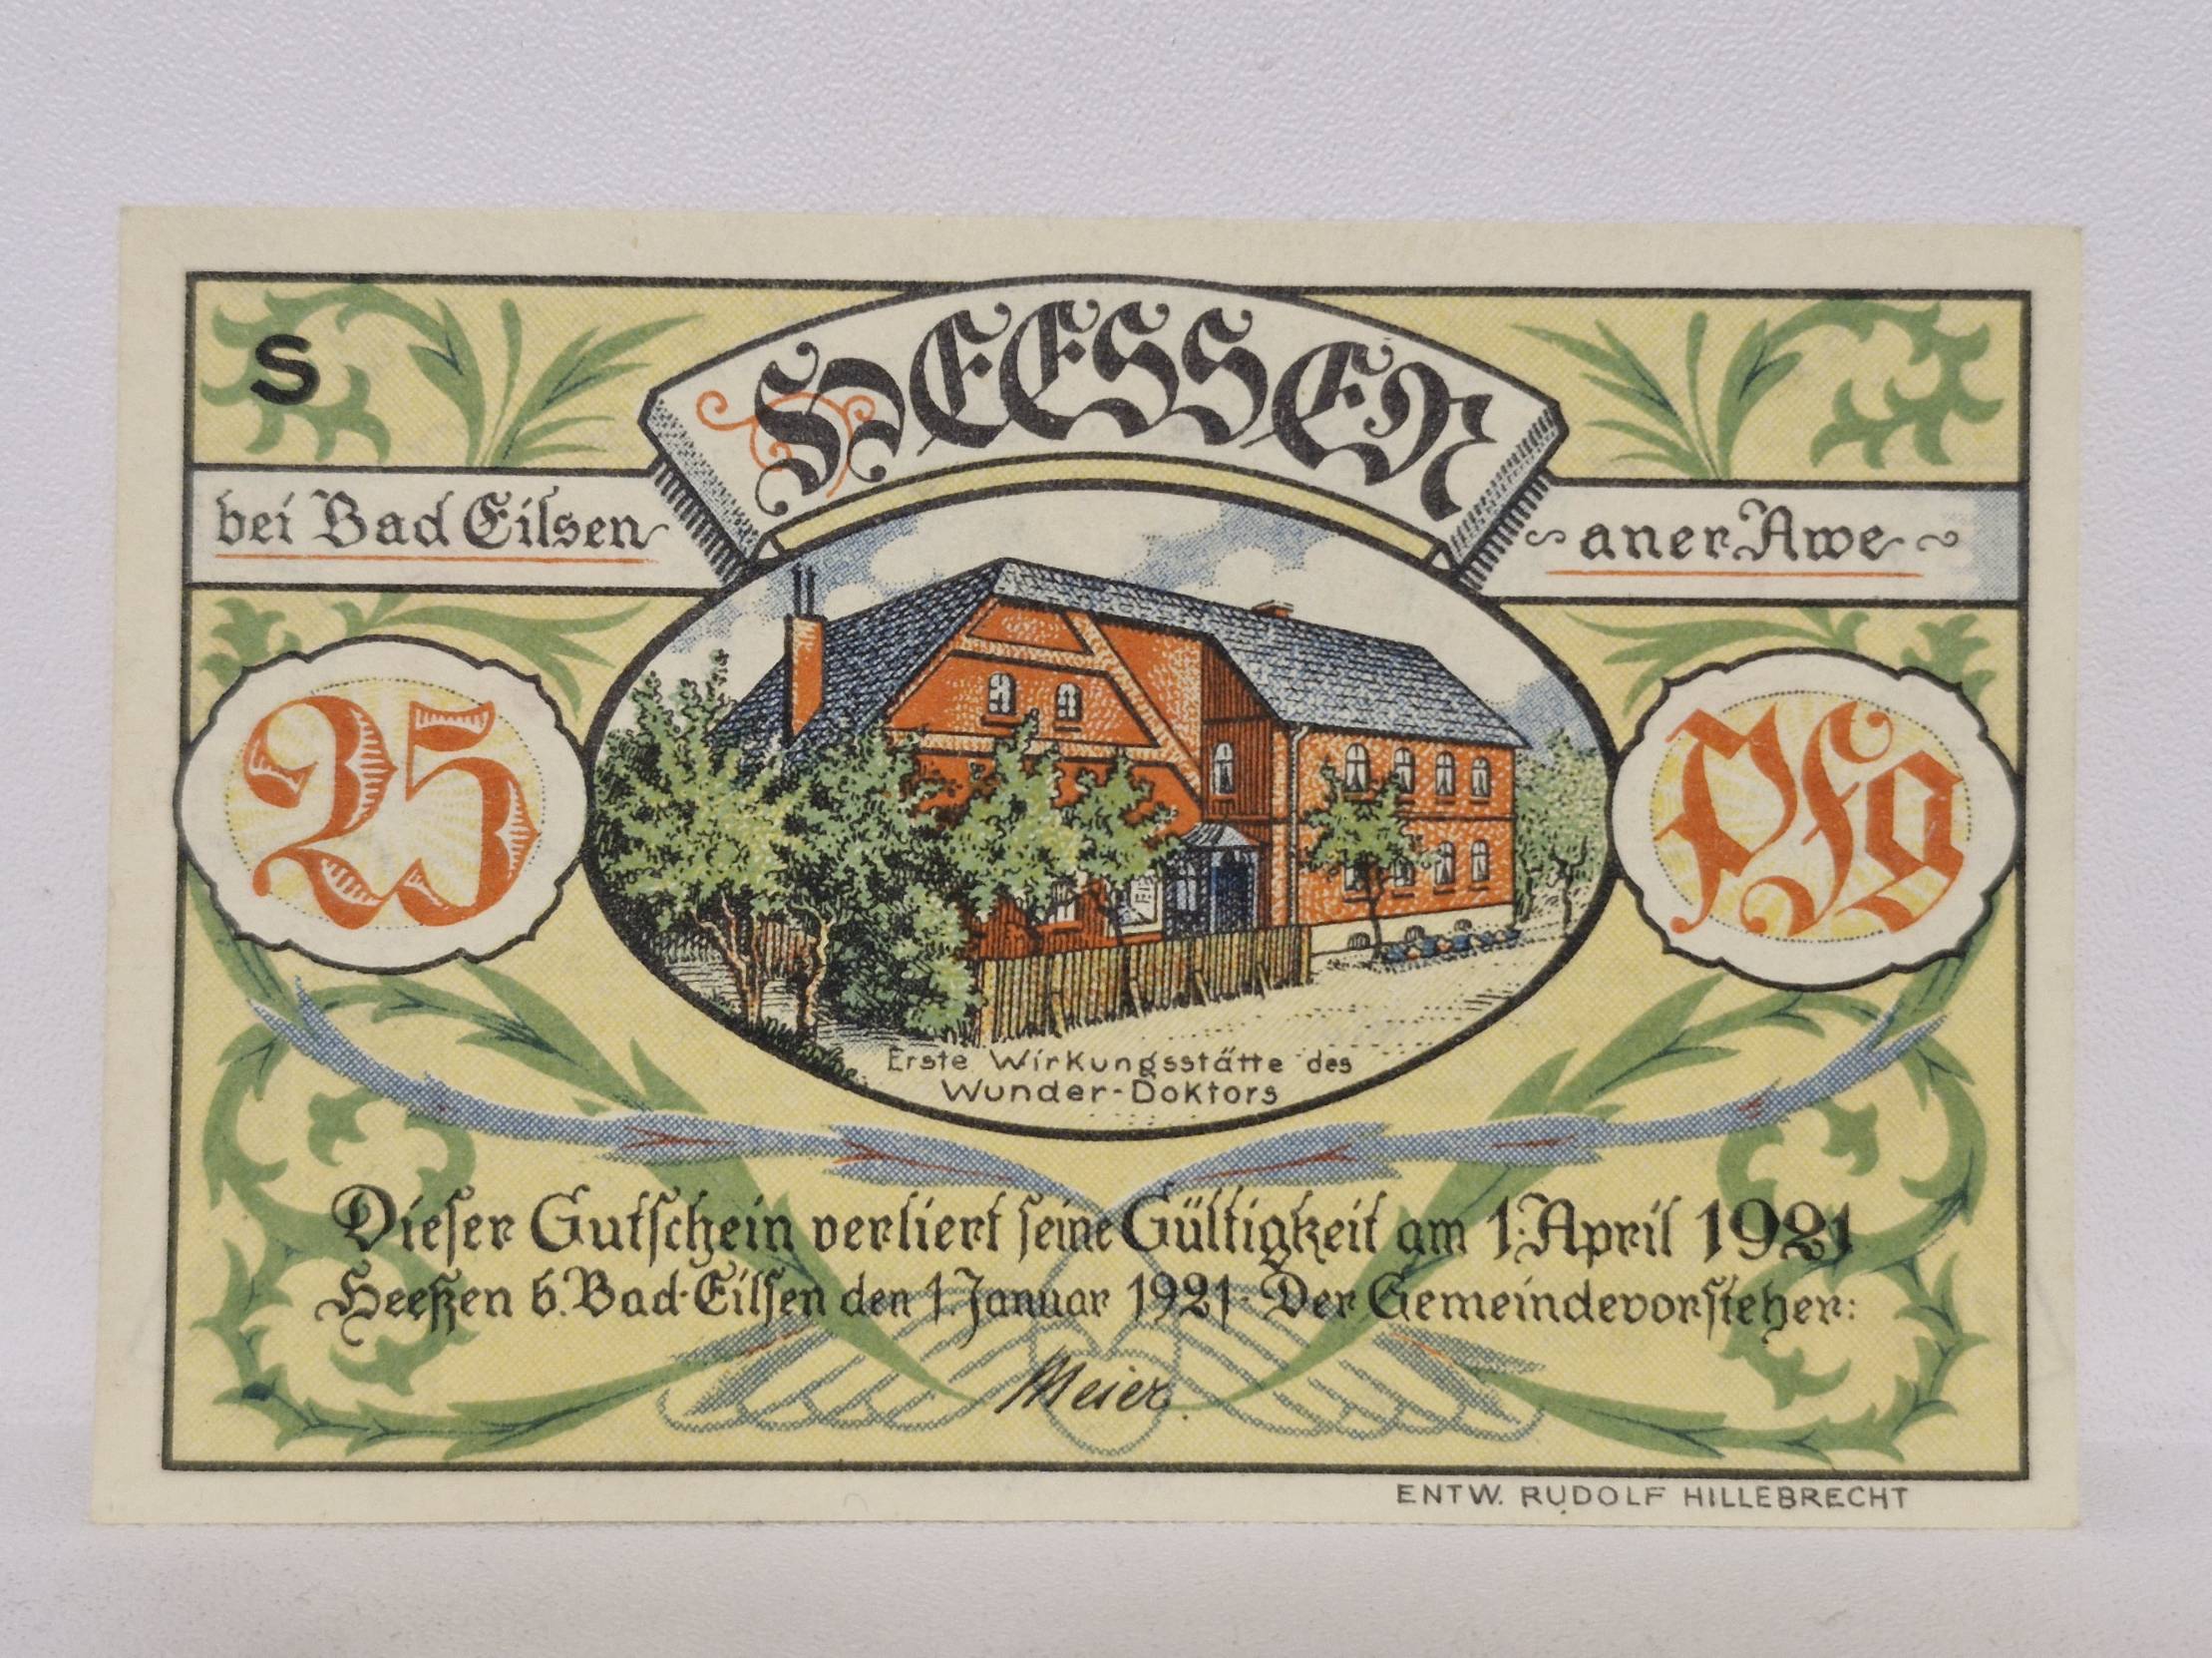 HEESSEN
S
bei Bad Eilsen
aner Awe
25
Pfg
Erste Wirkungsstätte des
Wunder-Doktors
Dieser Gutschein verliert seine Gültigkeit am 1. April 1921
Heeßen b. Bad-Eilsen den 1 Januar 1921- Der Gemeindevorsteher:
Meier.
ENTW. RUDOLF HILLEBRECHT